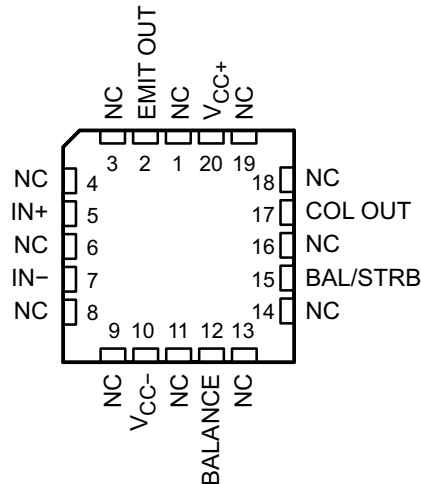 NC
EMIT OUT
NC
VCC+
NC
3 2 1 20 19
NC 4 18 NC
IN+ 5 17 COL OUT
NC 6 16 NC
IN− 7 15 BAL/STRB
NC 8 14 NC
9 10 11 12 13
NC
VCC−
NC
BALANCE
NC